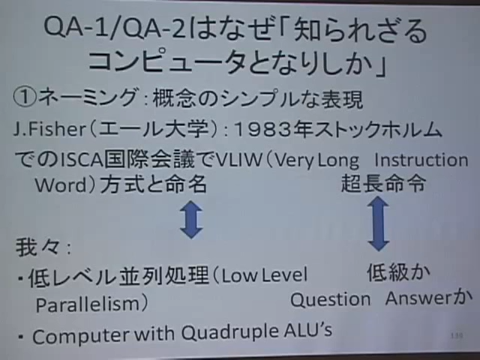 QA-1/QA-2はなぜ「知られざる
コンピュータとなりしか」
①ネーミング:概念のシンプルな表現
J.Fisher(エール大学):1983年ストックホルム
でのISCA国際会議でVLIW(Very Long Instruction
Word)方式と命名 超長命令
我々:
・低レベル並列処理(Low Level 低級か
Parallelism) Question Answerか
・Computer with Quadruple ALU's